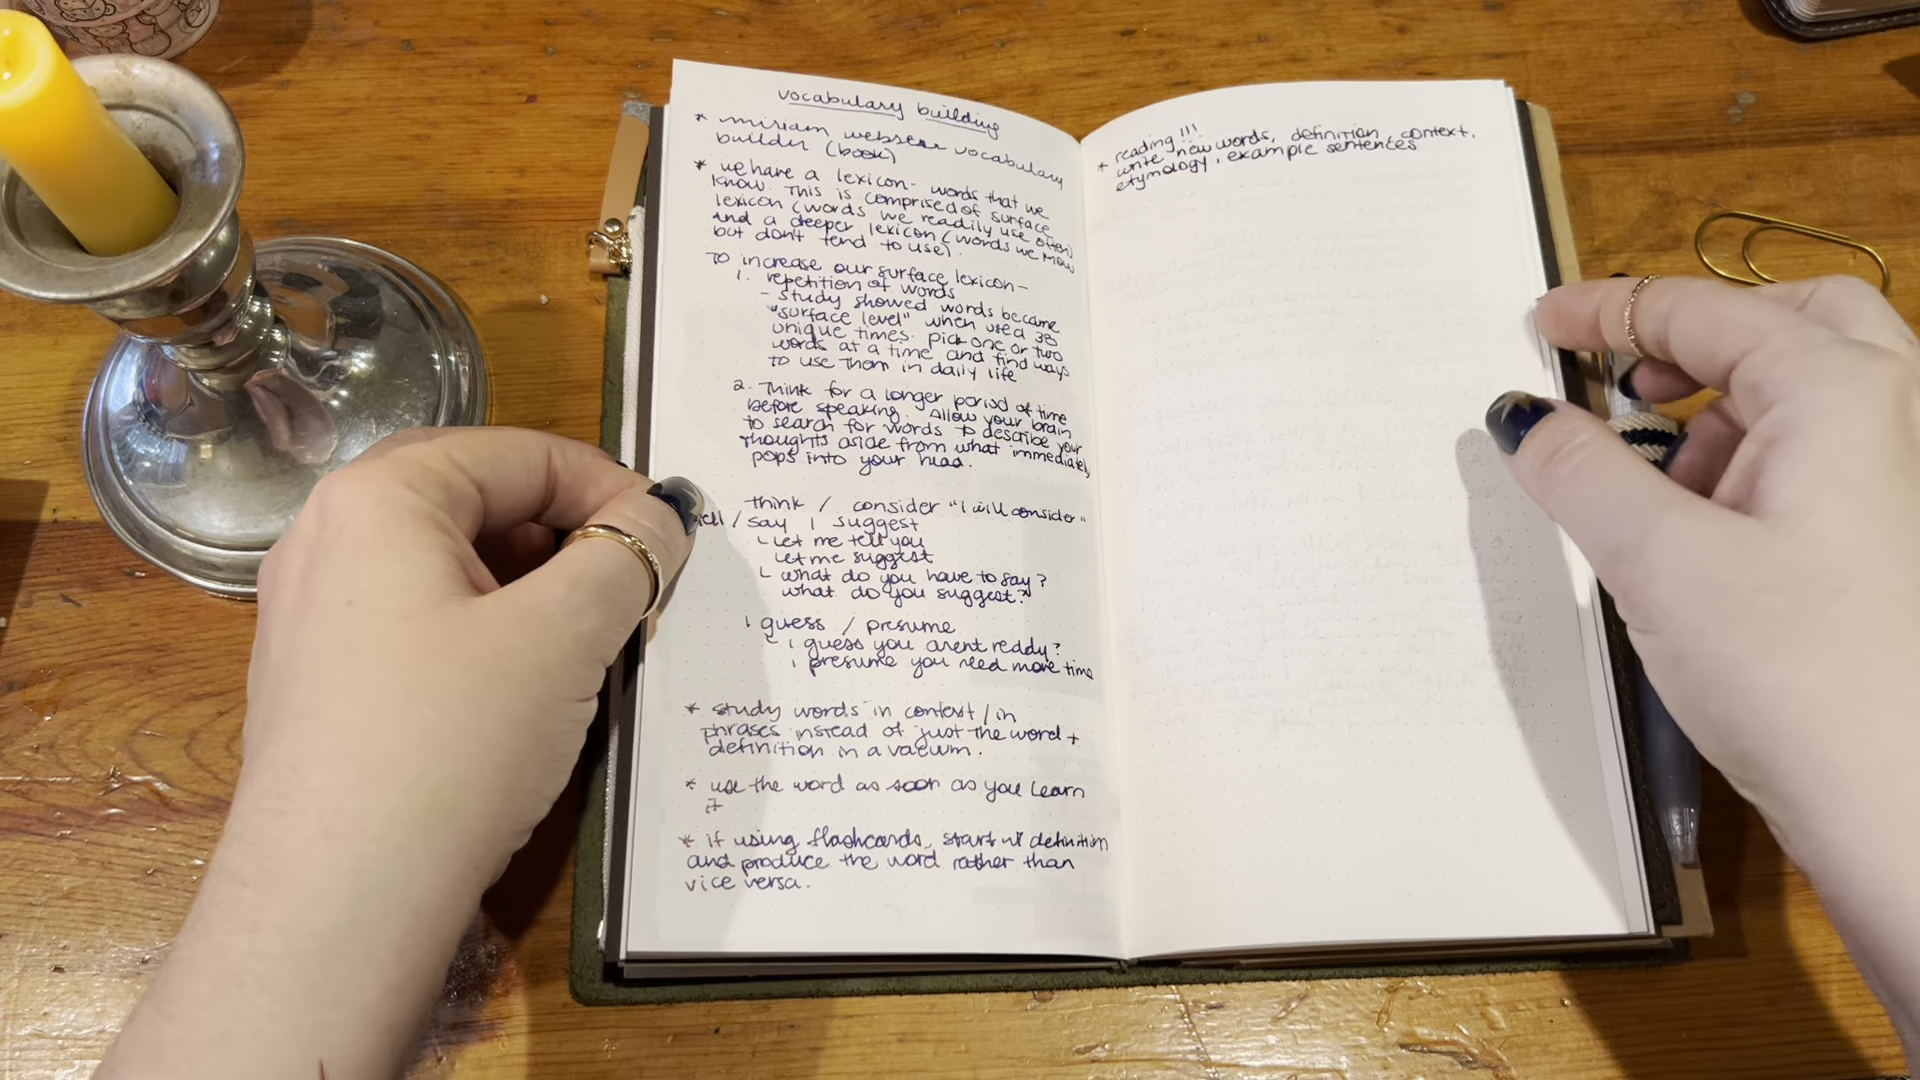 vocabulary building
* miriam webster vocabulary
builder (book)
* we have a lexicon - words that we
know. This is comprised of surface
lexicon (words we readily use often)
and a deeper lexicon (words we know
but don't tend to use).
To increase our surface lexicon -
1. repetition of words
- study showed words became
"surface level" when used 38
unique times. pick one or two
words at a time and find ways
to use them in daily life
2. Think for a longer period of time
before speaking. Allow your brain
to search for words to describe your
thoughts aside from what immediately
pops into your head.
think / consider "I will consider"
tell / say / suggest
let me tell you
let me suggest
what do you have to say?
what do you suggest?
i guess / presume
i guess you arent reddy?
i presume you need more time
* study words in context / in
phrases instead of just the word +
definition in a vacuum.
* use the word as soon as you learn
it
* if using flashcards, start w/ definition
and produce the word rather than
vice versa.
* reading!!!
write new words, definition, context,
etymology, example sentences